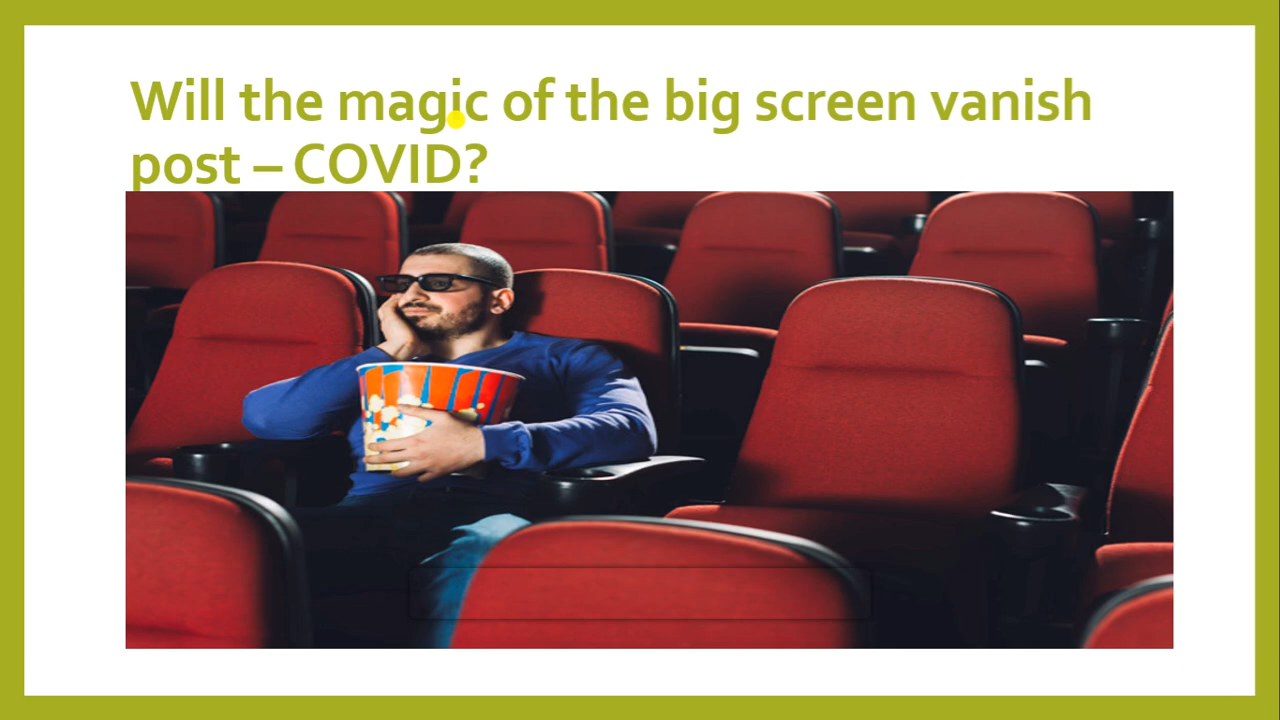 Will the magic of the big screen vanish
post – COVID?